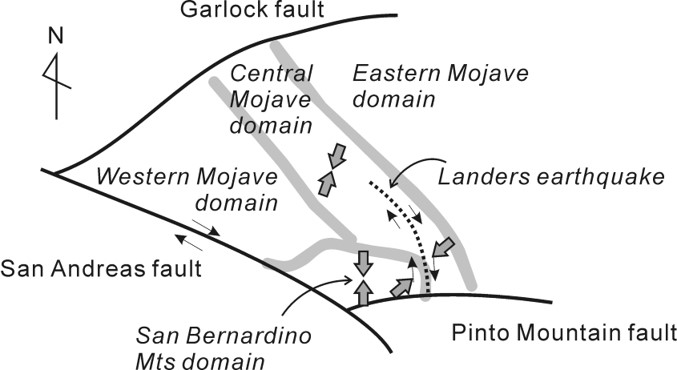 Garlock fault
N
Central
Mojave
domain
Eastern Mojave
domain
Western Mojave
domain
Landers earthquake
San Andreas fault
San Bernardino
Mts domain
Pinto Mountain fault